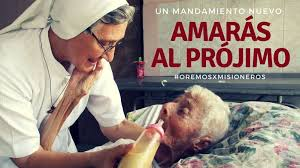 UN MANDAMIENTO NUEVO
AMARÁS
AL PRÓJIMO
#OREMOSXMISIONEROS